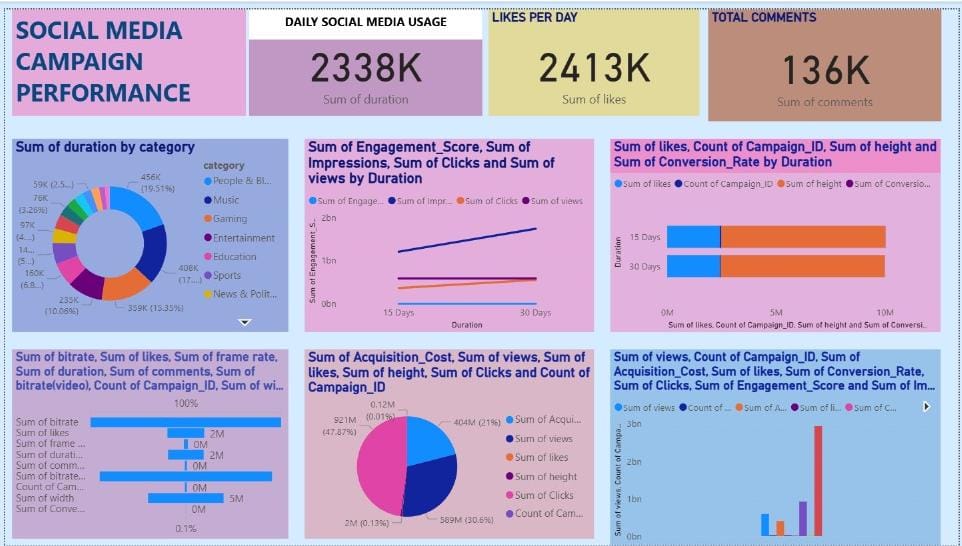 SOCIAL MEDIA
CAMPAIGN
PERFORMANCE
DAILY SOCIAL MEDIA USAGE
2338K
Sum of duration
LIKES PER DAY
2413K
Sum of likes
TOTAL COMMENTS
136K
Sum of comments
Sum of duration by category
59K (2.5...)
76K
(3.26%)
97K
(4....)
14...
(5...)
160K
(6.8...)
235K
(10.06%)
359K (15.35%)
408K
(17....)
456K
(19.51%)
category
People & Bl...
Music
Gaming
Entertainment
Education
Sports
News & Polit...
Sum of Engagement_Score, Sum of
Impressions, Sum of Clicks and Sum of
views by Duration
Sum of Engage... Sum of Impr... Sum of Clicks Sum of views
Sum of Engagement_S...
2bn
1bn
0bn
15 Days 30 Days
Duration
Sum of likes, Count of Campaign_ID, Sum of height and
Sum of Conversion_Rate by Duration
Sum of likes Count of Campaign_ID Sum of height Sum of Conversio...
Duration
15 Days
30 Days
0M 5M 10M
Sum of likes, Count of Campaign_ID, Sum of height and Sum of Conversi...
Sum of bitrate, Sum of likes, Sum of frame rate,
Sum of duration, Sum of comments, Sum of
bitrate(video), Count of Campaign_ID, Sum of wi...
100%
Sum of bitrate
Sum of likes 2M
Sum of frame ... 0M
Sum of durati... 2M
Sum of comm... 0M
Sum of bitrate...
Count of Cam... 0M
Sum of width 5M
Sum of Conve... 0M
0.1%
Sum of Acquisition_Cost, Sum of views, Sum of
likes, Sum of height, Sum of Clicks and Count of
Campaign_ID
0.12M
(0.01%)
921M
(47.87%)
404M (21%)
2M (0.13%)
589M (30.6%)
Sum of Acqui...
Sum of views
Sum of likes
Sum of height
Sum of Clicks
Count of Cam...
Sum of views, Count of Campaign_ID, Sum of
Acquisition_Cost, Sum of likes, Sum of Conversion_Rate,
Sum of Clicks, Sum of Engagement_Score and Sum of Im...
Sum of views Count of ... Sum of A... Sum of li... Sum of C...
Sum of views, Count of Campa...
3bn
2bn
1bn
0bn